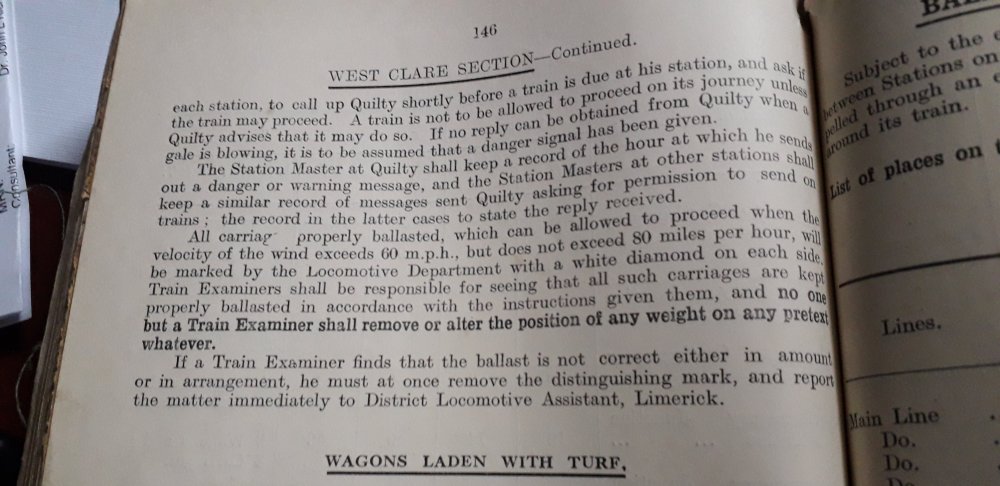 146
WEST CLARE SECTION—Continued.
each station, to call up Quilty shortly before a train is due at his station, and ask if
the train may proceed. A train is not to be allowed to proceed on its journey unless
Quilty advises that it may do so. If no reply can be obtained from Quilty when a
gale is blowing, it is to be assumed that a danger signal has been given.
The Station Master at Quilty shall keep a record of the hour at which he sends
out a danger or warning message, and the Station Masters at other stations shall
keep a similar record of messages sent Quilty asking for permission to send on
trains ; the record in the latter cases to state the reply received.
All carriag properly ballasted, which can be allowed to proceed when the
velocity of the wind exceeds 60 m.p.h., but does not exceed 80 miles per hour, will
be marked by the Locomotive Department with a white diamond on each side.
Train Examiners shall be responsible for seeing that all such carriages are kept
properly ballasted in accordance with the instructions given them, and no one
but a Train Examiner shall remove or alter the position of any weight on any pretext
whatever.
If a Train Examiner finds that the ballast is not correct either in amount
or in arrangement, he must at once remove the distinguishing mark, and report
the matter immediately to District Locomotive Assistant, Limerick.
WAGONS LADEN WITH TURF.
Subject to the
between Stations on
pelled through an
around its train.
List of places on
Lines.
Main Line
Do.
Do.
Do.
Dr. John
Consultant